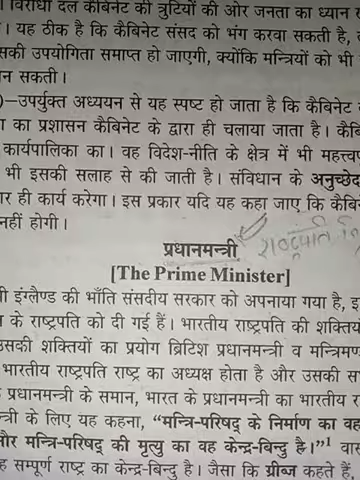 विरोधी दल कैबिनेट की त्रुटियों की ओर जनता का ध्यान
। यह ठीक है कि कैबिनेट संसद को भंग करवा सकती है,
सकी उपयोगिता समाप्त हो जाएगी, क्योंकि मन्त्रियों को भी
न सकती।
)—उपर्युक्त अध्ययन से यह स्पष्ट हो जाता है कि कैबिनेट
ा का प्रशासन कैबिनेट के द्वारा ही चलाया जाता है। कैबि
कार्यपालिका का। वह विदेश-नीति के क्षेत्र में भी महत्त्व
भी इसकी सलाह से की जाती है। संविधान के अनुच्छेद
ार ही कार्य करेगा। इस प्रकार यदि यह कहा जाए कि कैबिने
नहीं होगी।
प्रधानमन्त्री राष्ट्रपति
[The Prime Minister]
ी इंग्लैण्ड की भाँति संसदीय सरकार को अपनाया गया है, इ
त के राष्ट्रपति को दी गई हैं। भारतीय राष्ट्रपति की शक्तिय
उसकी शक्तियों का प्रयोग ब्रिटिश प्रधानमन्त्री व मन्त्रिमण
भारतीय राष्ट्रपति राष्ट्र का अध्यक्ष होता है और उसकी स
प्रधानमन्त्री के समान, भारत के प्रधानमन्त्री का भारतीय रा
न्त्री के लिए यह कहना, “मन्त्रि-परिषद् के निर्माण का वह
और मन्त्रि-परिषद् की मृत्यु का वह केन्द्र-बिन्दु है।”1 वास
ह सम्पूर्ण राष्ट्र का केन्द्र-बिन्दु है। जैसा कि ग्रीब्ज कहते हैं,